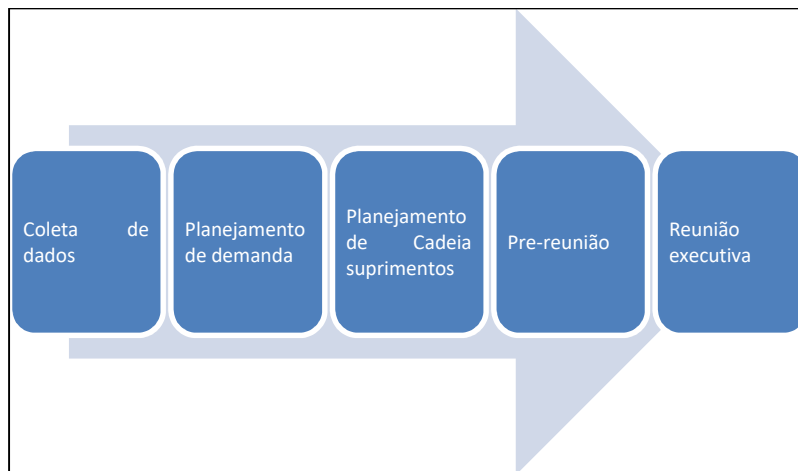 Coleta de
dados
Planejamento
de demanda
Planejamento
de Cadeia
suprimentos
Pre-reunião
Reunião
executiva